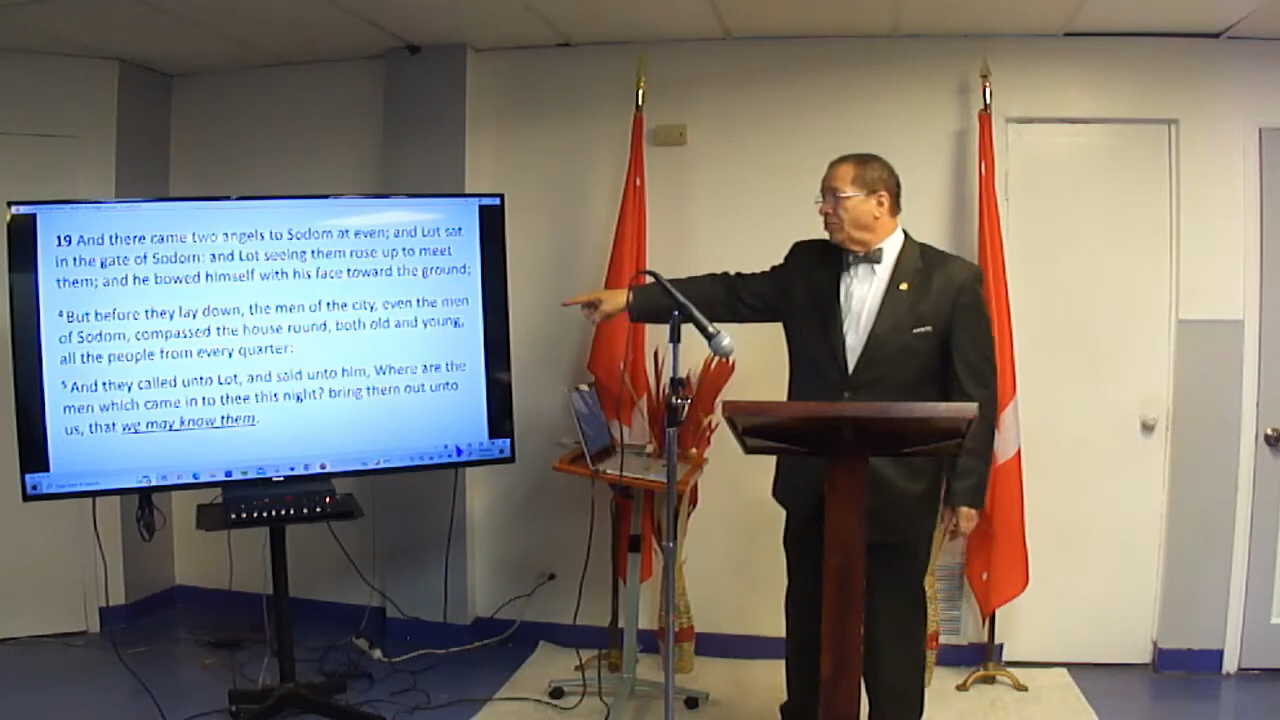 19 And there came two angels to Sodom at even; and Lot sat
in the gate of Sodom: and Lot seeing them rose up to meet
them; and he bowed himself with his face toward the ground;
4 But before they lay down, the men of the city, even the men
of Sodom, compassed the house round, both old and young,
all the people from every quarter:
5 And they called unto Lot, and said unto him, Where are the
men which came in to thee this night? bring them out unto
us, that we may know them.